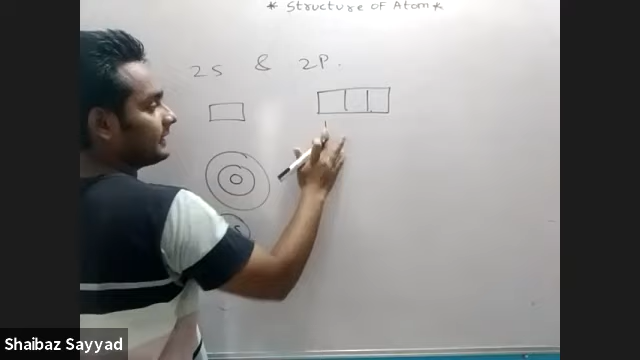 * Structure of Atom *
2S & 2P.
Shaibaz Sayyad